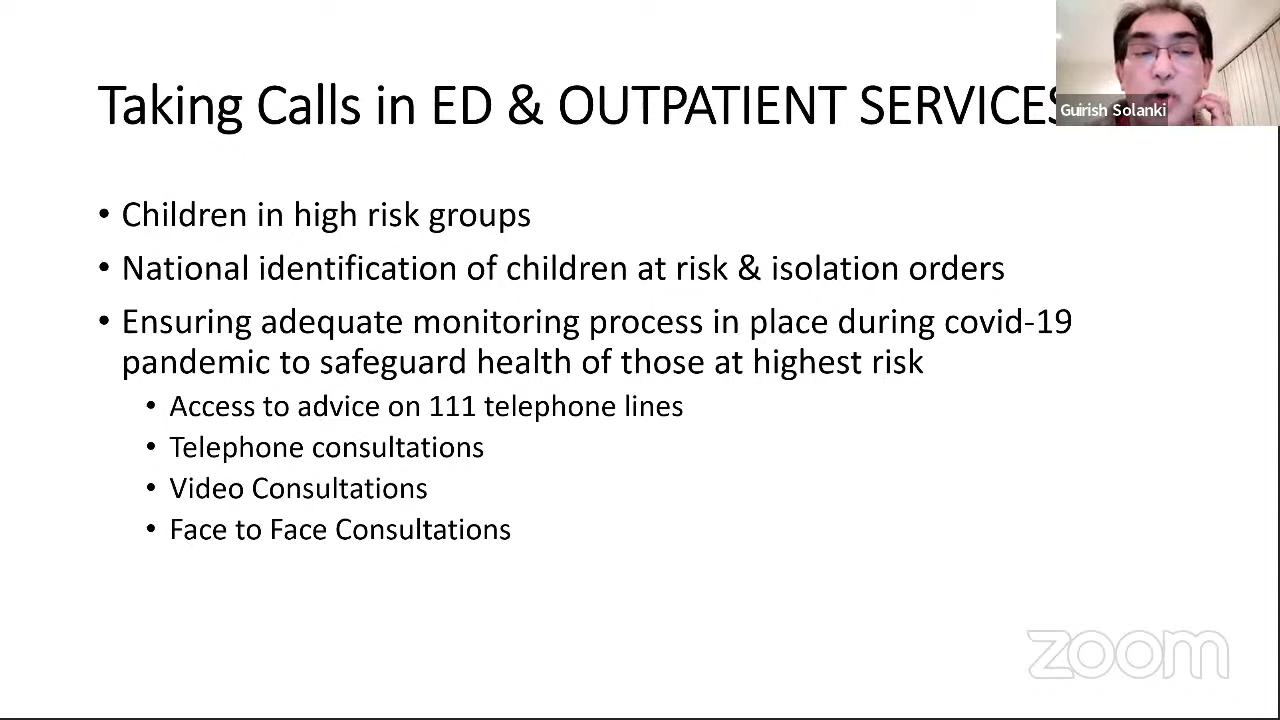 Taking Calls in ED & OUTPATIENT SERVICES
Guirish Solanki
• Children in high risk groups
• National identification of children at risk & isolation orders
• Ensuring adequate monitoring process in place during covid-19
pandemic to safeguard health of those at highest risk
• Access to advice on 111 telephone lines
• Telephone consultations
• Video Consultations
• Face to Face Consultations
zoom